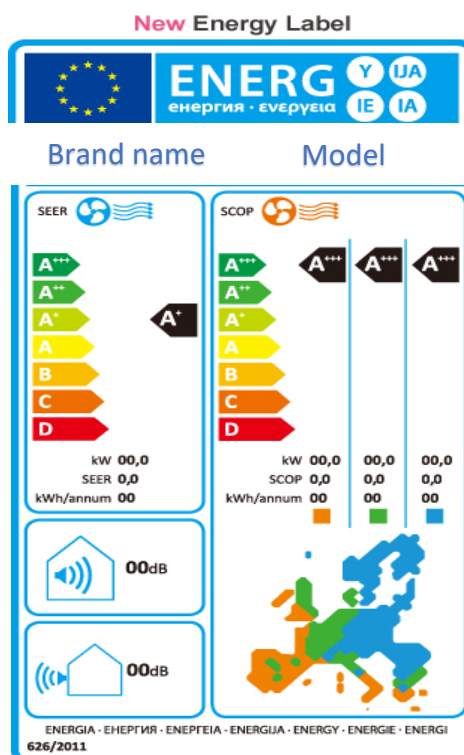 New Energy Label
ENERG Y IJA
енергия · ενεργεια IE IA
Brand name Model
SEER
A+++
A++
A+
A
B
C
D
A+
kW 00,0
SEER 0,0
kWh/annum 00
SCOP
A+++
A++
A+
A
B
C
D
A+++ A+++ A+++
kW 00,0 00,0 00,0
SCOP 0,0 0,0 0,0
kWh/annum 00 00 00
00dB
00dB
ENERGIA · ЕНЕРГИЯ · ΕΝΕΡΓΕΙΑ · ENERGIJA · ENERGY · ENERGIE · ENERGI
626/2011